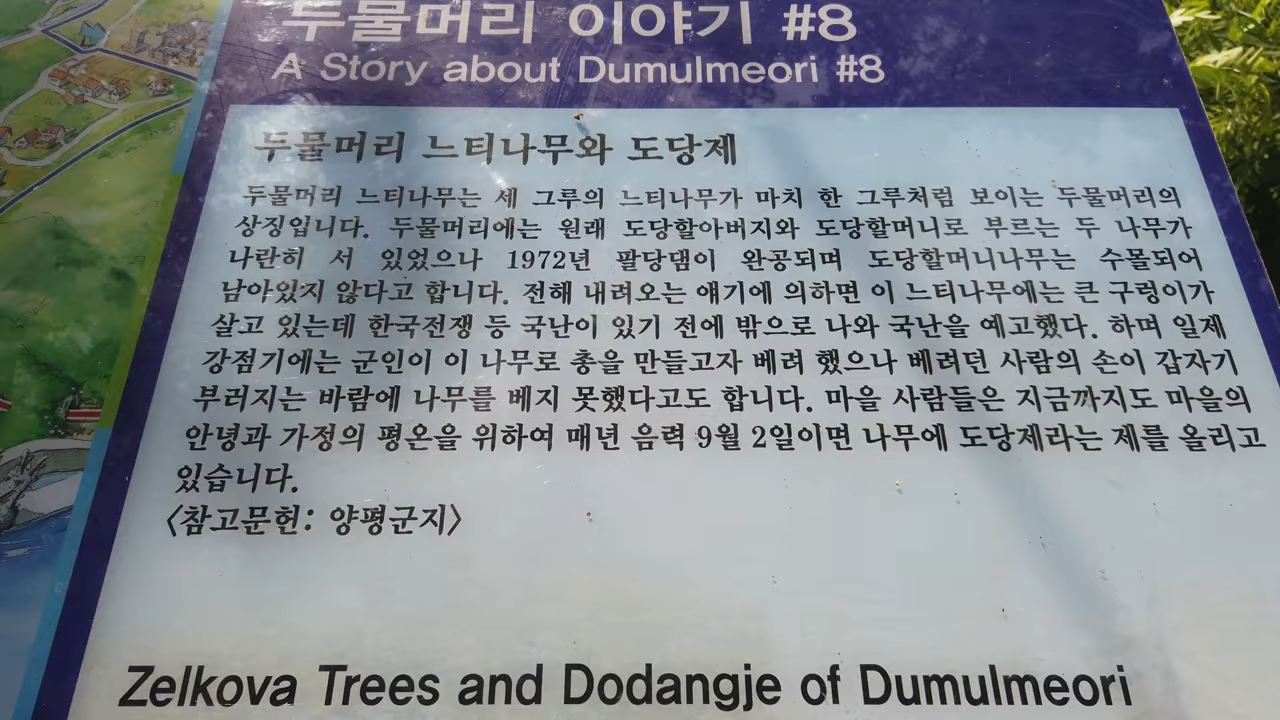 두물머리 이야기 #8
A Story about Dumulmeori #8
두물머리 느티나무와 도당제
두물머리 느티나무는 세 그루의 느티나무가 마치 한 그루처럼 보이는 두물머리의
상징입니다. 두물머리에는 원래 도당할아버지와 도당할머니로 부르는 두 나무가
나란히 서 있었으나 1972년 팔당댐이 완공되며 도당할머니나무는 수몰되어
남아있지 않다고 합니다. 전해 내려오는 얘기에 의하면 이 느티나무에는 큰 구렁이가
살고 있는데 한국전쟁 등 국난이 있기 전에 밖으로 나와 국난을 예고했다. 하며 일제
강점기에는 군인이 이 나무로 총을 만들고자 베려 했으나 베려던 사람의 손이 갑자기
부러지는 바람에 나무를 베지 못했다고도 합니다. 마을 사람들은 지금까지도 마을의
안녕과 가정의 평온을 위하여 매년 음력 9월 2일이면 나무에 도당제라는 제를 올리고
있습니다.
〈참고문헌: 양평군지〉
Zelkova Trees and Dodangje of Dumulmeori